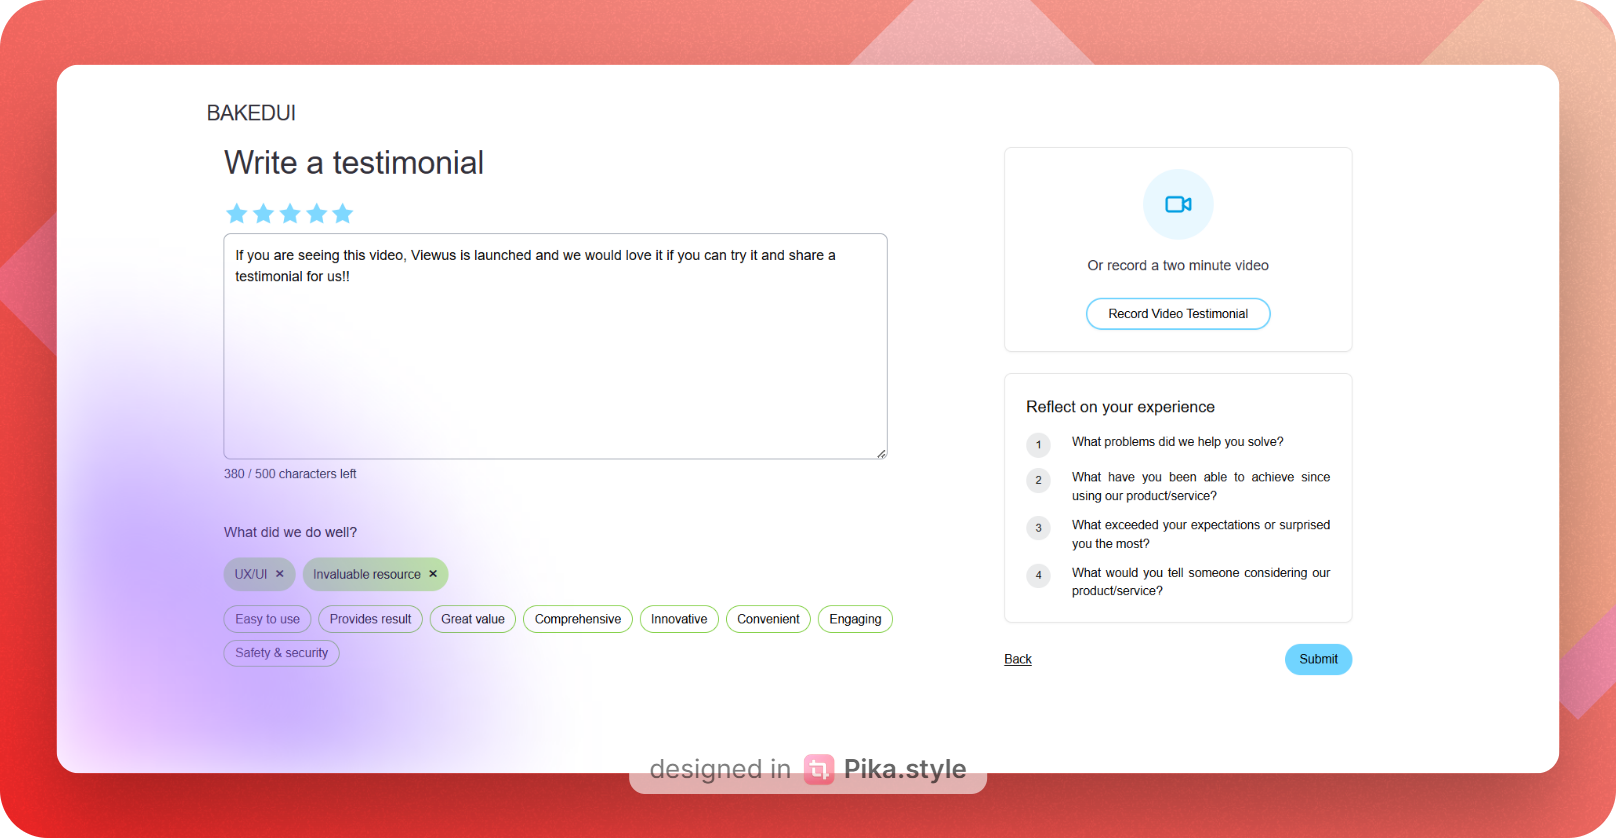 BAKEDUI
Write a testimonial
If you are seeing this video, Viewus is launched and we would love it if you can try it and share a
testimonial for us!!
380 / 500 characters left
What did we do well?
UX/UI ×
Invaluable resource ×
Easy to use
Provides result
Great value
Comprehensive
Innovative
Convenient
Engaging
Safety & security
Or record a two minute video
Record Video Testimonial
Reflect on your experience
1 What problems did we help you solve?
2 What have you been able to achieve since
using our product/service?
3 What exceeded your expectations or surprised
you the most?
4 What would you tell someone considering our
product/service?
Back
Submit
designed in Pika.style